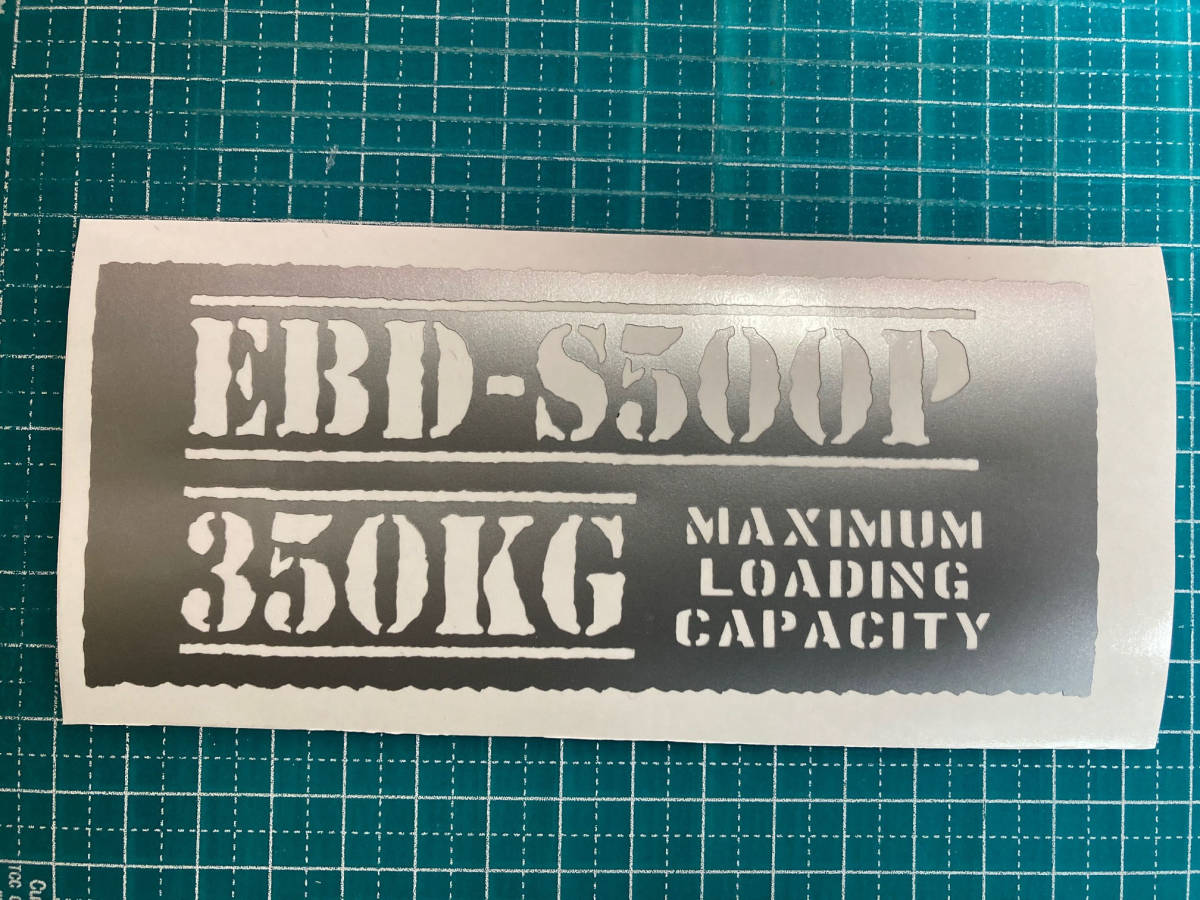 EBD-S500P
350KG
MAXIMUM
LOADING
CAPACITY